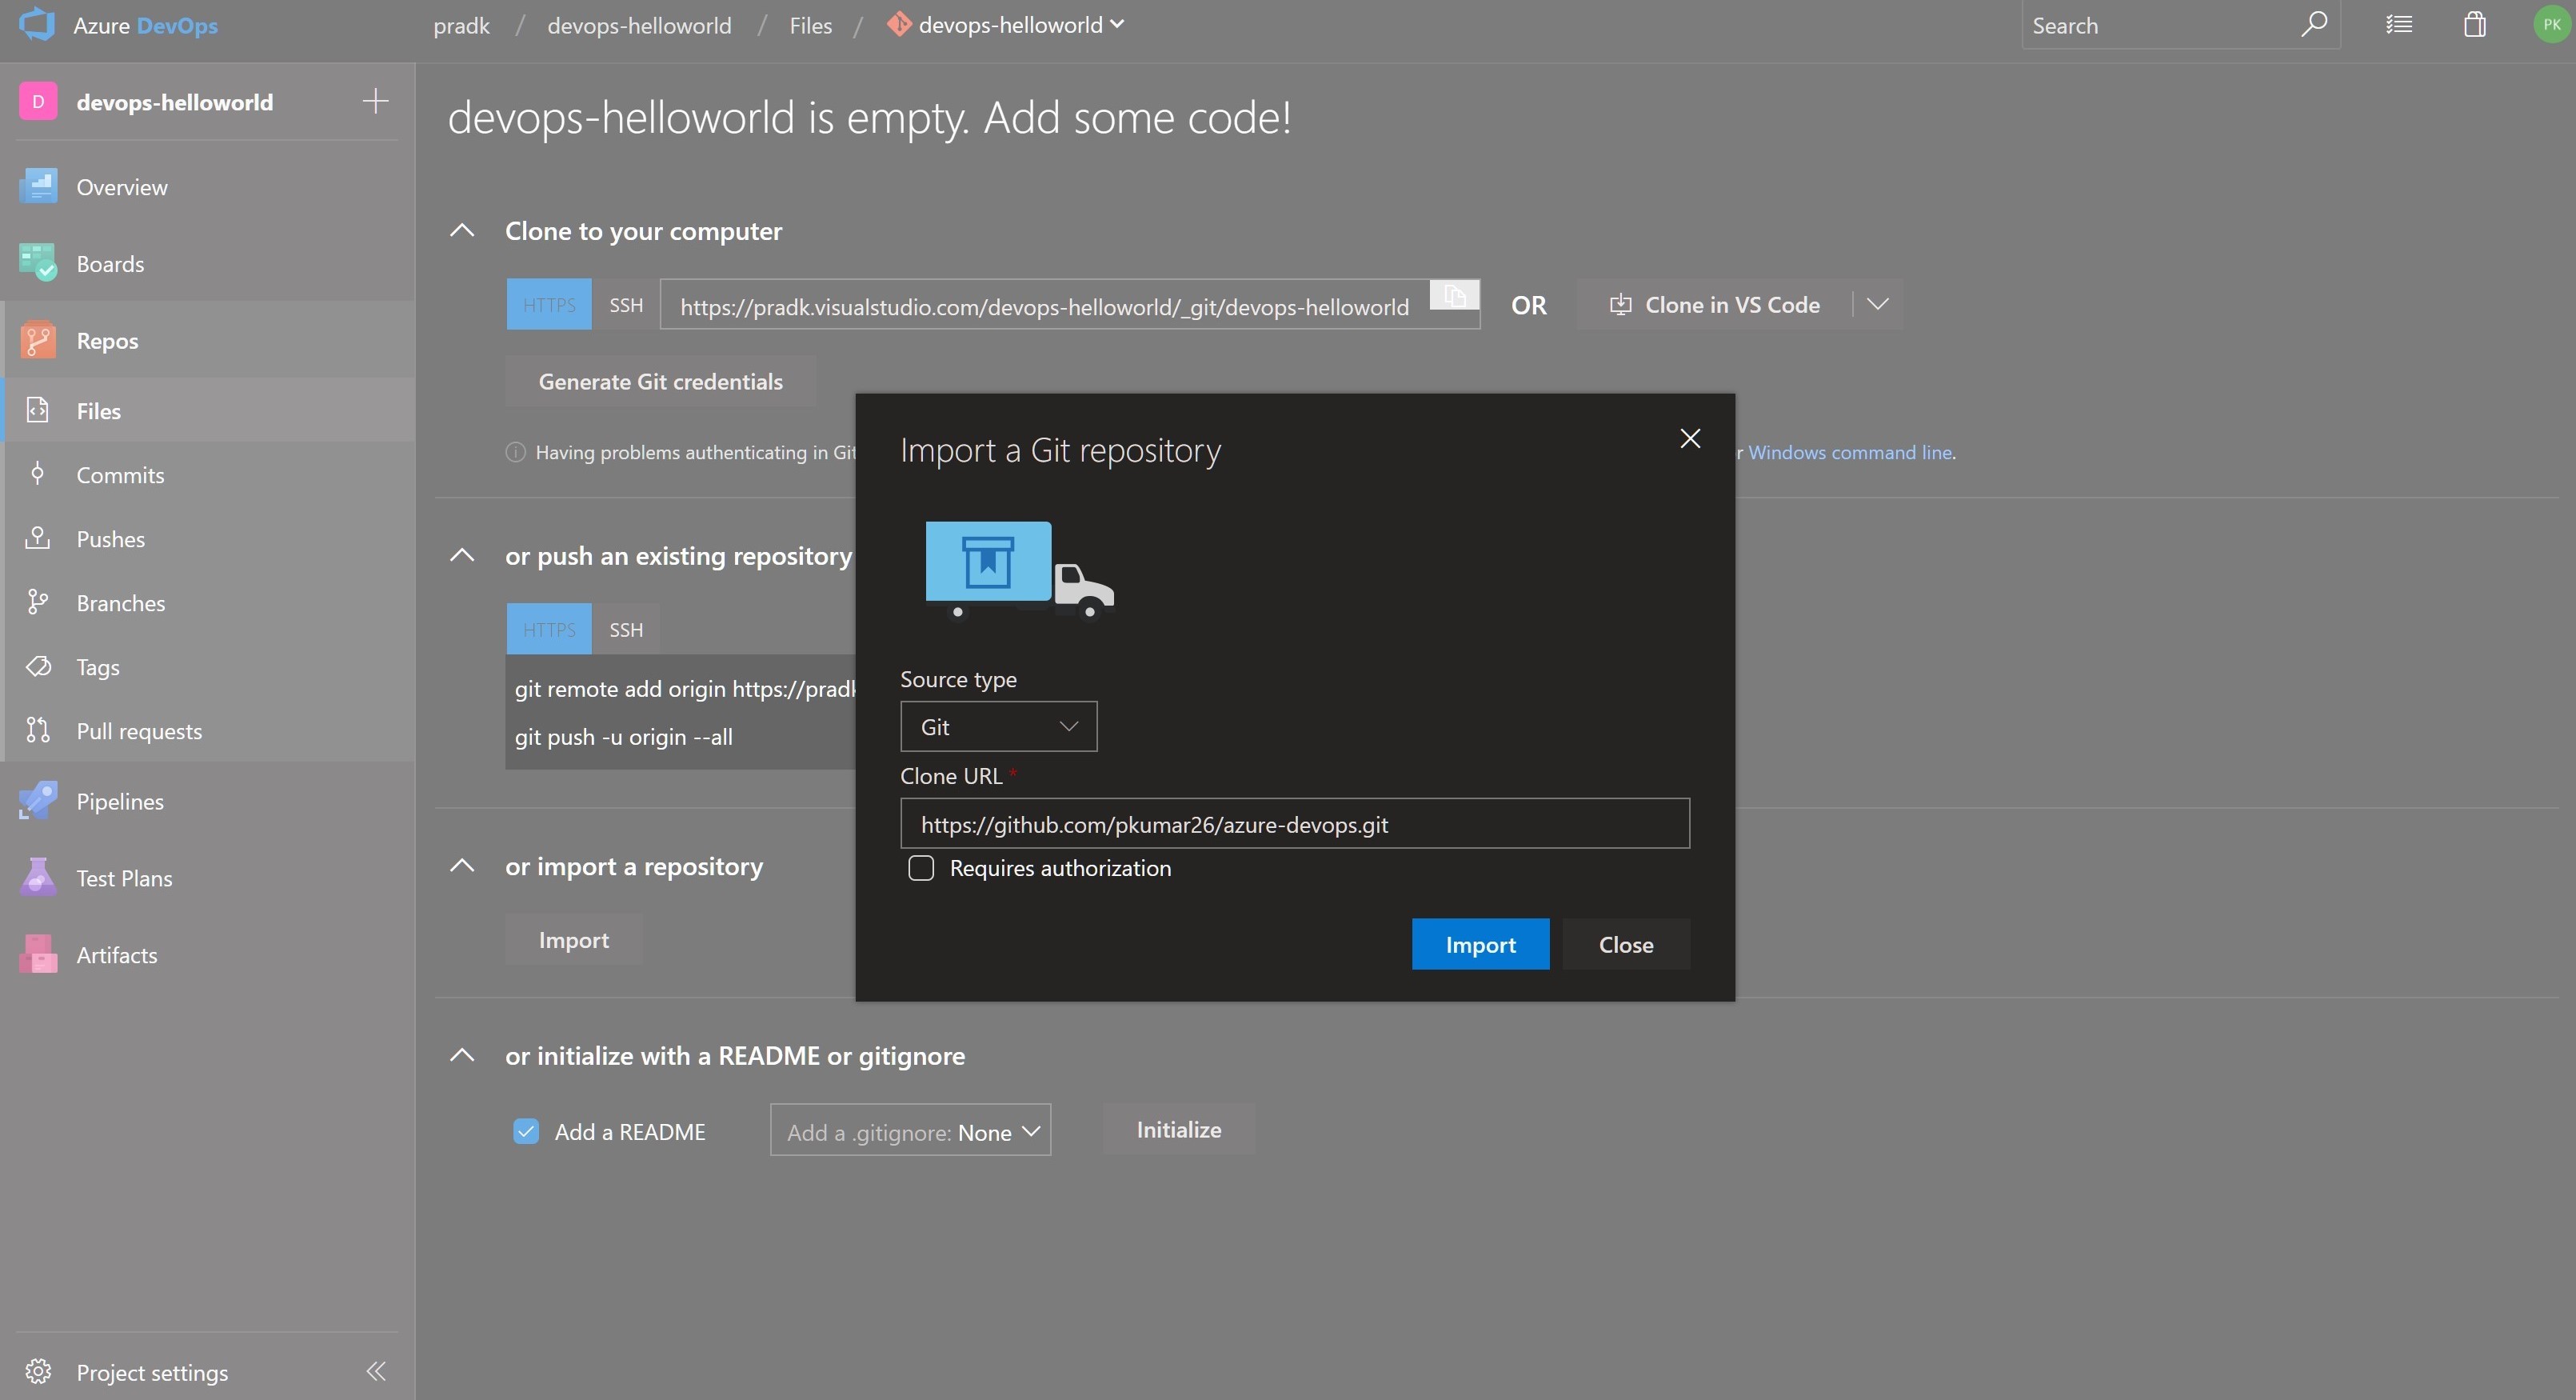 Azure DevOps
pradk / devops-helloworld / Files / devops-helloworld
Search
PK
D
devops-helloworld
Overview
Boards
Repos
Files
Commits
Pushes
Branches
Tags
Pull requests
Pipelines
Test Plans
Artifacts
Project settings
devops-helloworld is empty. Add some code!
Clone to your computer
HTTPS SSH https://pradk.visualstudio.com/devops-helloworld/_git/devops-helloworld OR Clone in VS Code
Generate Git credentials
Having problems authenticating in Git
r Windows command line.
or push an existing repository
HTTPS SSH
git remote add origin https://pradk
git push -u origin --all
or import a repository
Import
or initialize with a README or gitignore
Add a README Add a .gitignore: None Initialize
Import a Git repository
Source type
Git
Clone URL *
https://github.com/pkumar26/azure-devops.git
Requires authorization
Import Close